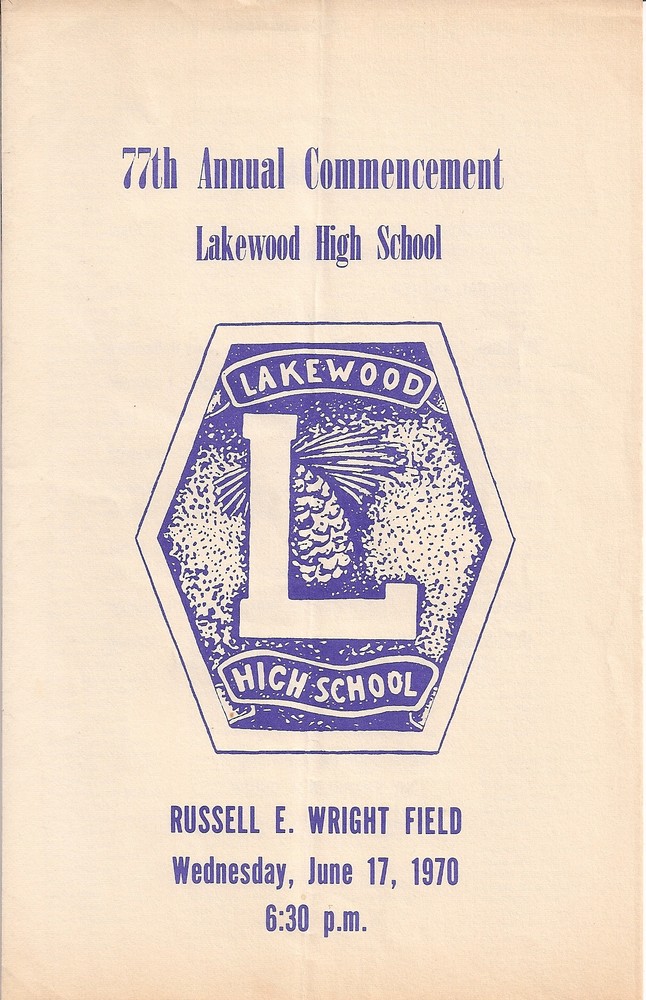 77th Annual Commencement
Lakewood High School
LAKEWOOD
L
HIGH SCHOOL
RUSSELL E. WRIGHT FIELD
Wednesday, June 17, 1970
6:30 p.m.